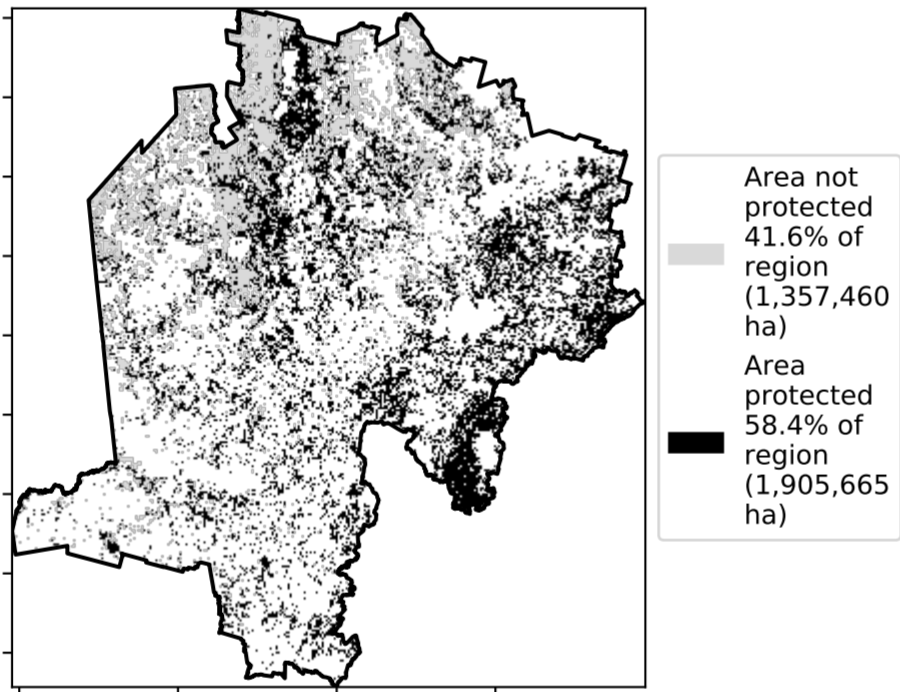 Area not
protected
41.6% of
region
(1,357,460
ha)
Area
protected
58.4% of
region
(1,905,665
ha)